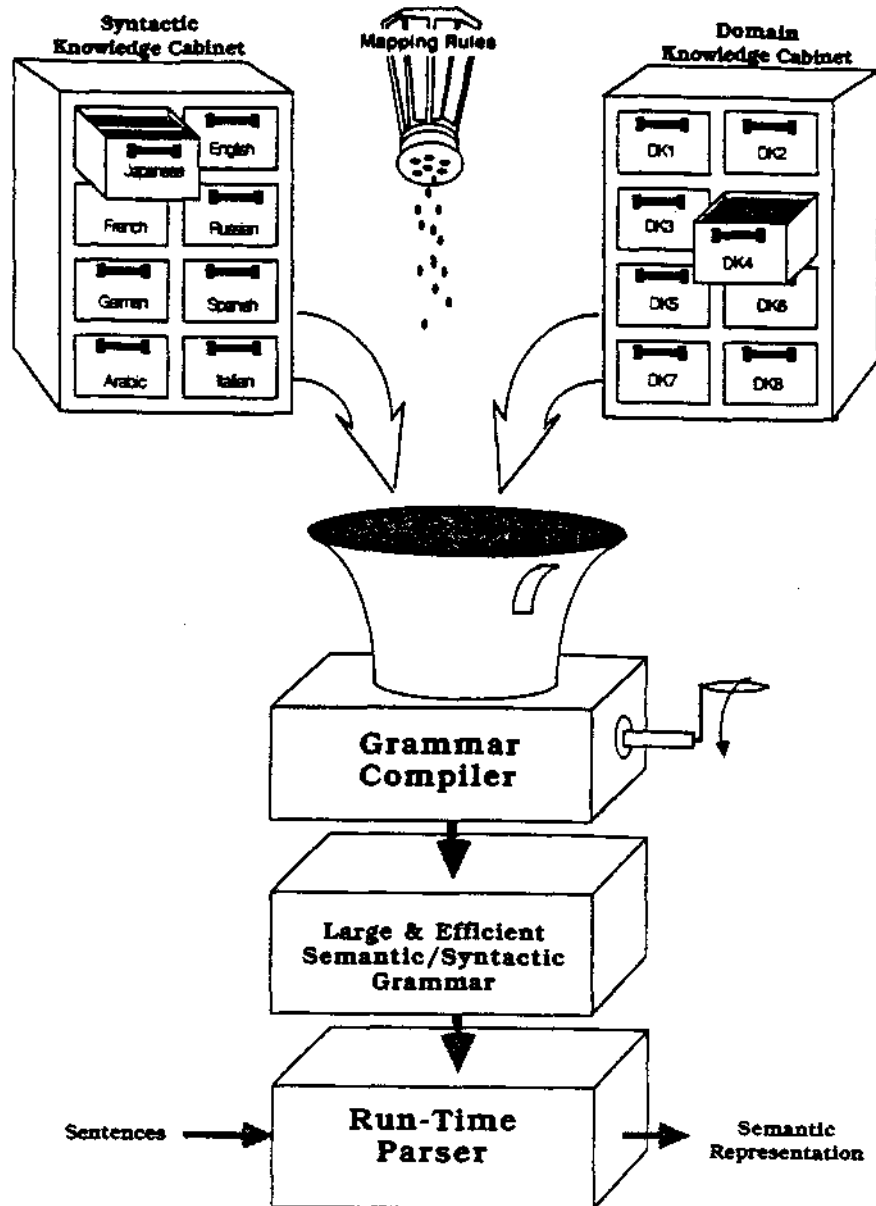 Syntactic
Knowledge Cabinet
Mapping Rules
Domain
Knowledge Cabinet
Japanese
English
French
Russian
German
Spanish
Arabic
Italian
DK1
DK2
DK3
DK4
DK5
DK6
DK7
DK8
Grammar
Compiler
Large & Efficient
Semantic/Syntactic
Grammar
Sentences
Run-Time
Parser
Semantic
Representation